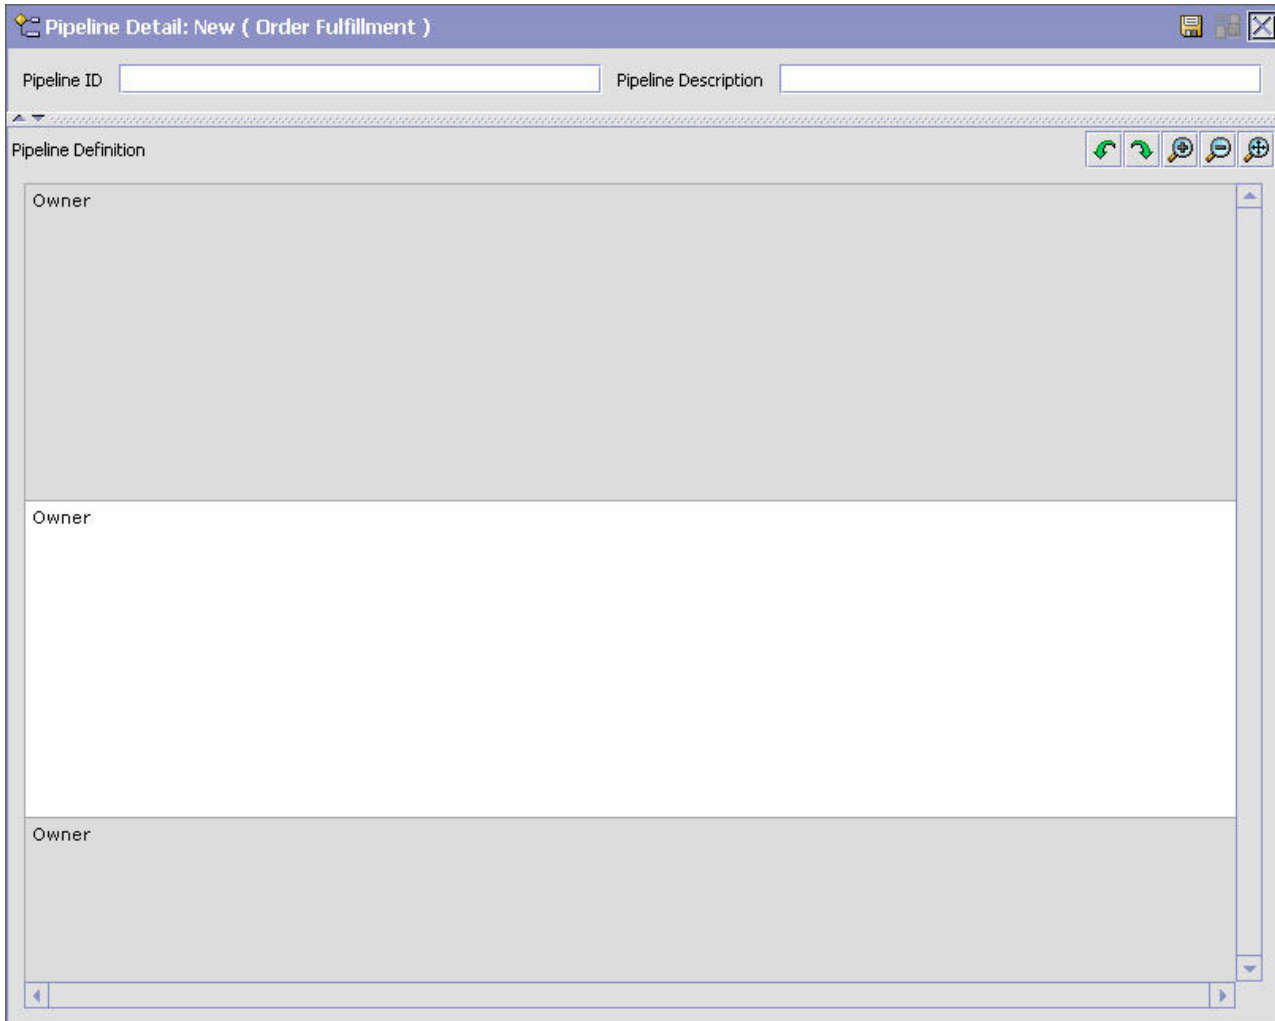 Pipeline Detail: New ( Order Fulfillment )
Pipeline ID Pipeline Description
Pipeline Definition
Owner
Owner
Owner